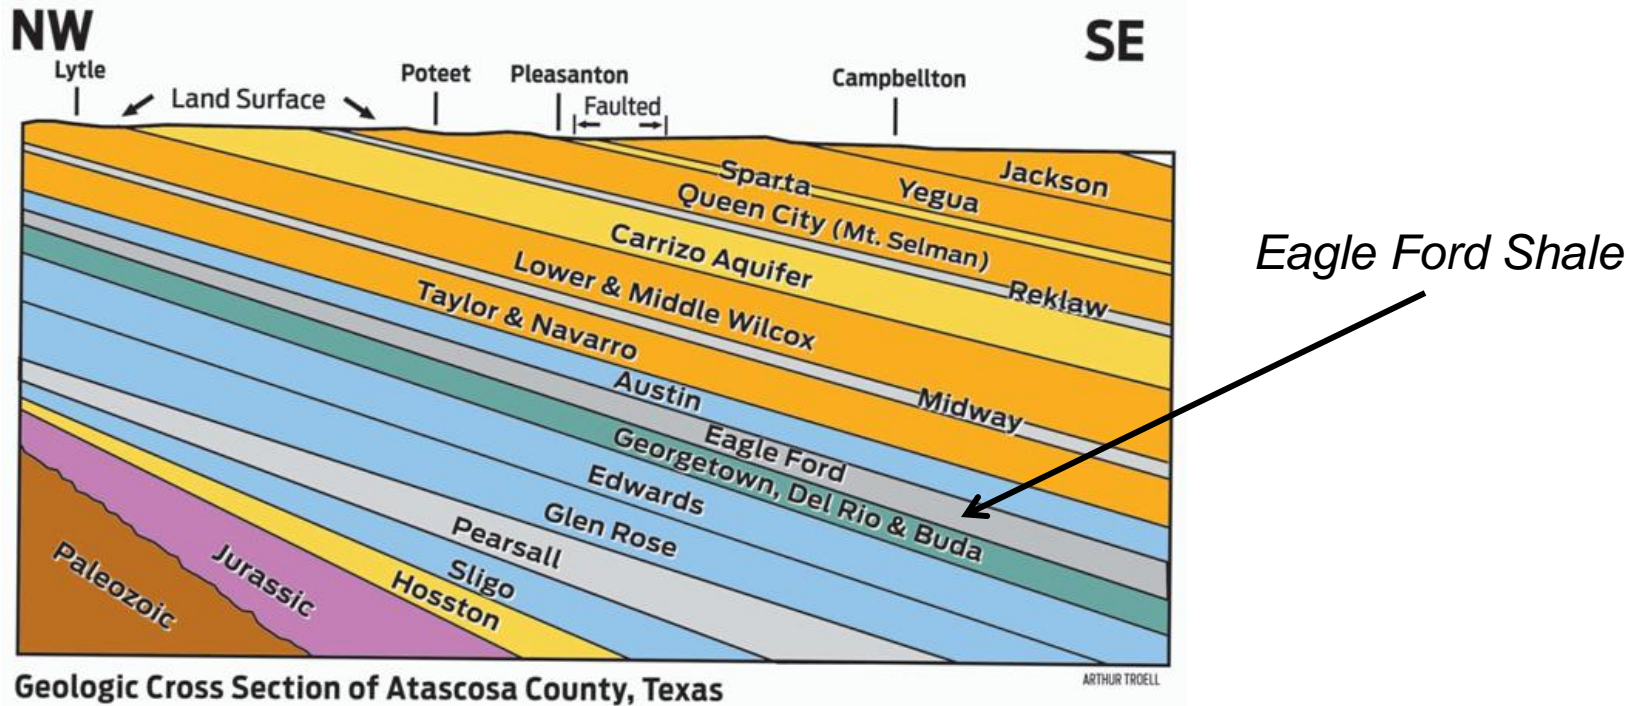 NW
SE
Lytle
Land Surface
Poteet
Pleasanton
Faulted
Campbellton
Jackson
Yegua
Sparta
Queen City (Mt. Selman)
Reklaw
Carrizo Aquifer
Lower & Middle Wilcox
Midway
Taylor & Navarro
Austin
Eagle Ford
Georgetown, Del Rio & Buda
Edwards
Glen Rose
Pearsall
Sligo
Hosston
Jurassic
Paleozoic
Eagle Ford Shale
Geologic Cross Section of Atascosa County, Texas
ARTHUR TROELL